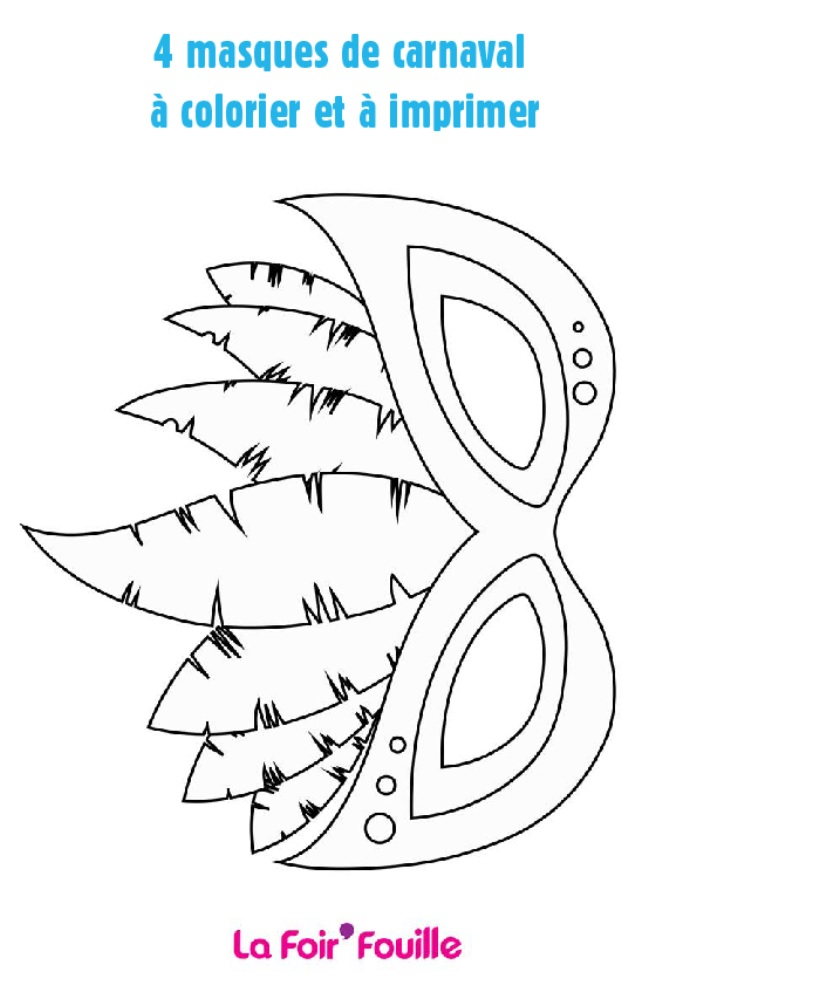 4 masques de carnaval
à colorier et à imprimer
La Foir'Fouille